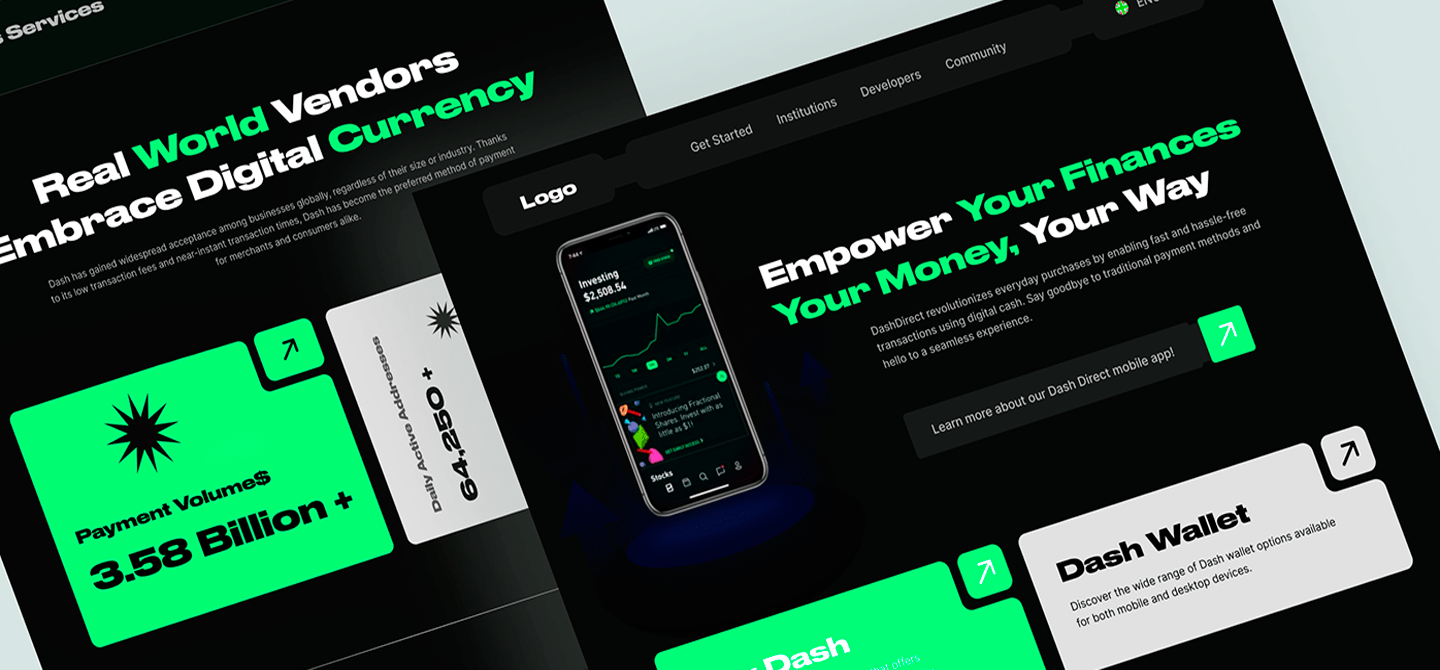 Services
Real World Vendors
Embrace Digital Currency
Dash has gained widespread acceptance among businesses globally, regardless of their size or industry. Thanks
to its low transaction fees and near-instant transaction times, Dash has become the preferred method of payment
for merchants and consumers alike.
Payment Volume$
3.58 Billion +
Daily Active Addresses
64,250 +
Logo
Get Started
Institutions
Developers
Community
Investing
$2,508.54
Past Month
$252.27
Introducing Fractional
Shares. Invest with as
little as $1!
GET EARLY ACCESS
Stocks
Empower Your Finances
Your Money, Your Way
DashDirect revolutionizes everyday purchases by enabling fast and hassle-free
transactions using digital cash. Say goodbye to traditional payment methods and
hello to a seamless experience.
Learn more about our Dash Direct mobile app!
Dash
that offers
Dash Wallet
Discover the wide range of Dash wallet options available
for both mobile and desktop devices.